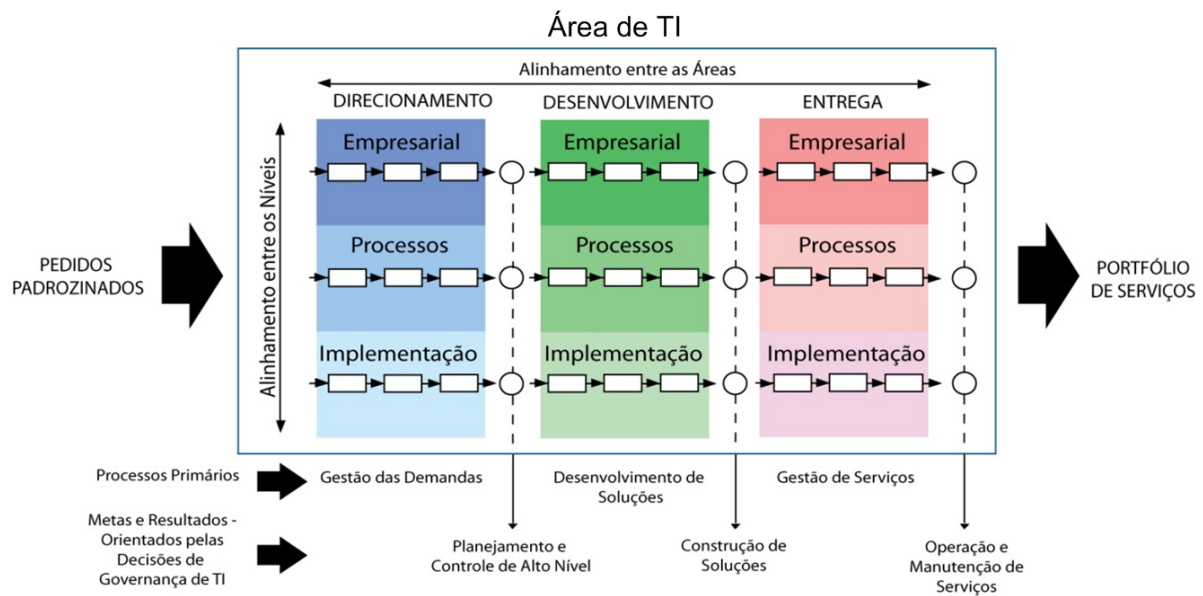 Área de TI
Alinhamento entre as Áreas
DIRECIONAMENTO
DESENVOLVIMENTO
ENTREGA
Alinhamento entre os Níveis
Empresarial
Empresarial
Empresarial
Processos
Processos
Processos
Implementação
Implementação
Implementação
PEDIDOS
PADROZINADOS
PORTFÓLIO
DE SERVIÇOS
Processos Primários
Gestão das Demandas
Desenvolvimento de
Soluções
Gestão de Serviços
Metas e Resultados -
Orientados pelas
Decisões de
Governança de TI
Planejamento e
Controle de Alto Nível
Construção de
Soluções
Operação e
Manutenção de
Serviços